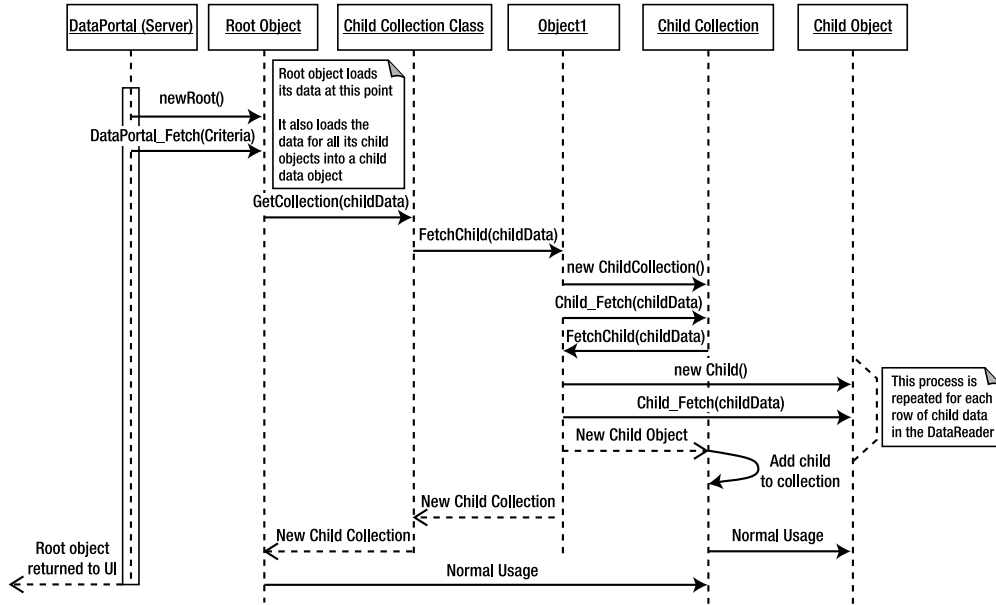 DataPortal (Server)
Root Object
Child Collection Class
Object1
Child Collection
Child Object
Root object loads
its data at this point
It also loads the
data for all its child
objects into a child
data object
newRoot()
DataPortal_Fetch(Criteria)
GetCollection(childData)
FetchChild(childData)
new ChildCollection()
Child_Fetch(childData)
FetchChild(childData)
new Child()
This process is
repeated for each
row of child data
in the DataReader
Child_Fetch(childData)
New Child Object
Add child
to collection
New Child Collection
New Child Collection
Normal Usage
Root object
returned to UI
Normal Usage